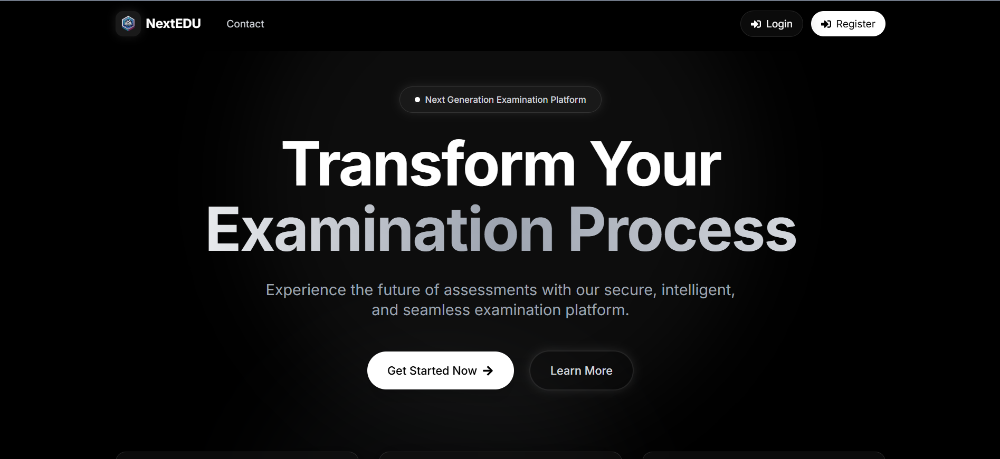 NextEDU
Contact
Login
Register
Next Generation Examination Platform
Transform Your
Examination Process
Experience the future of assessments with our secure, intelligent,
and seamless examination platform.
Get Started Now
Learn More